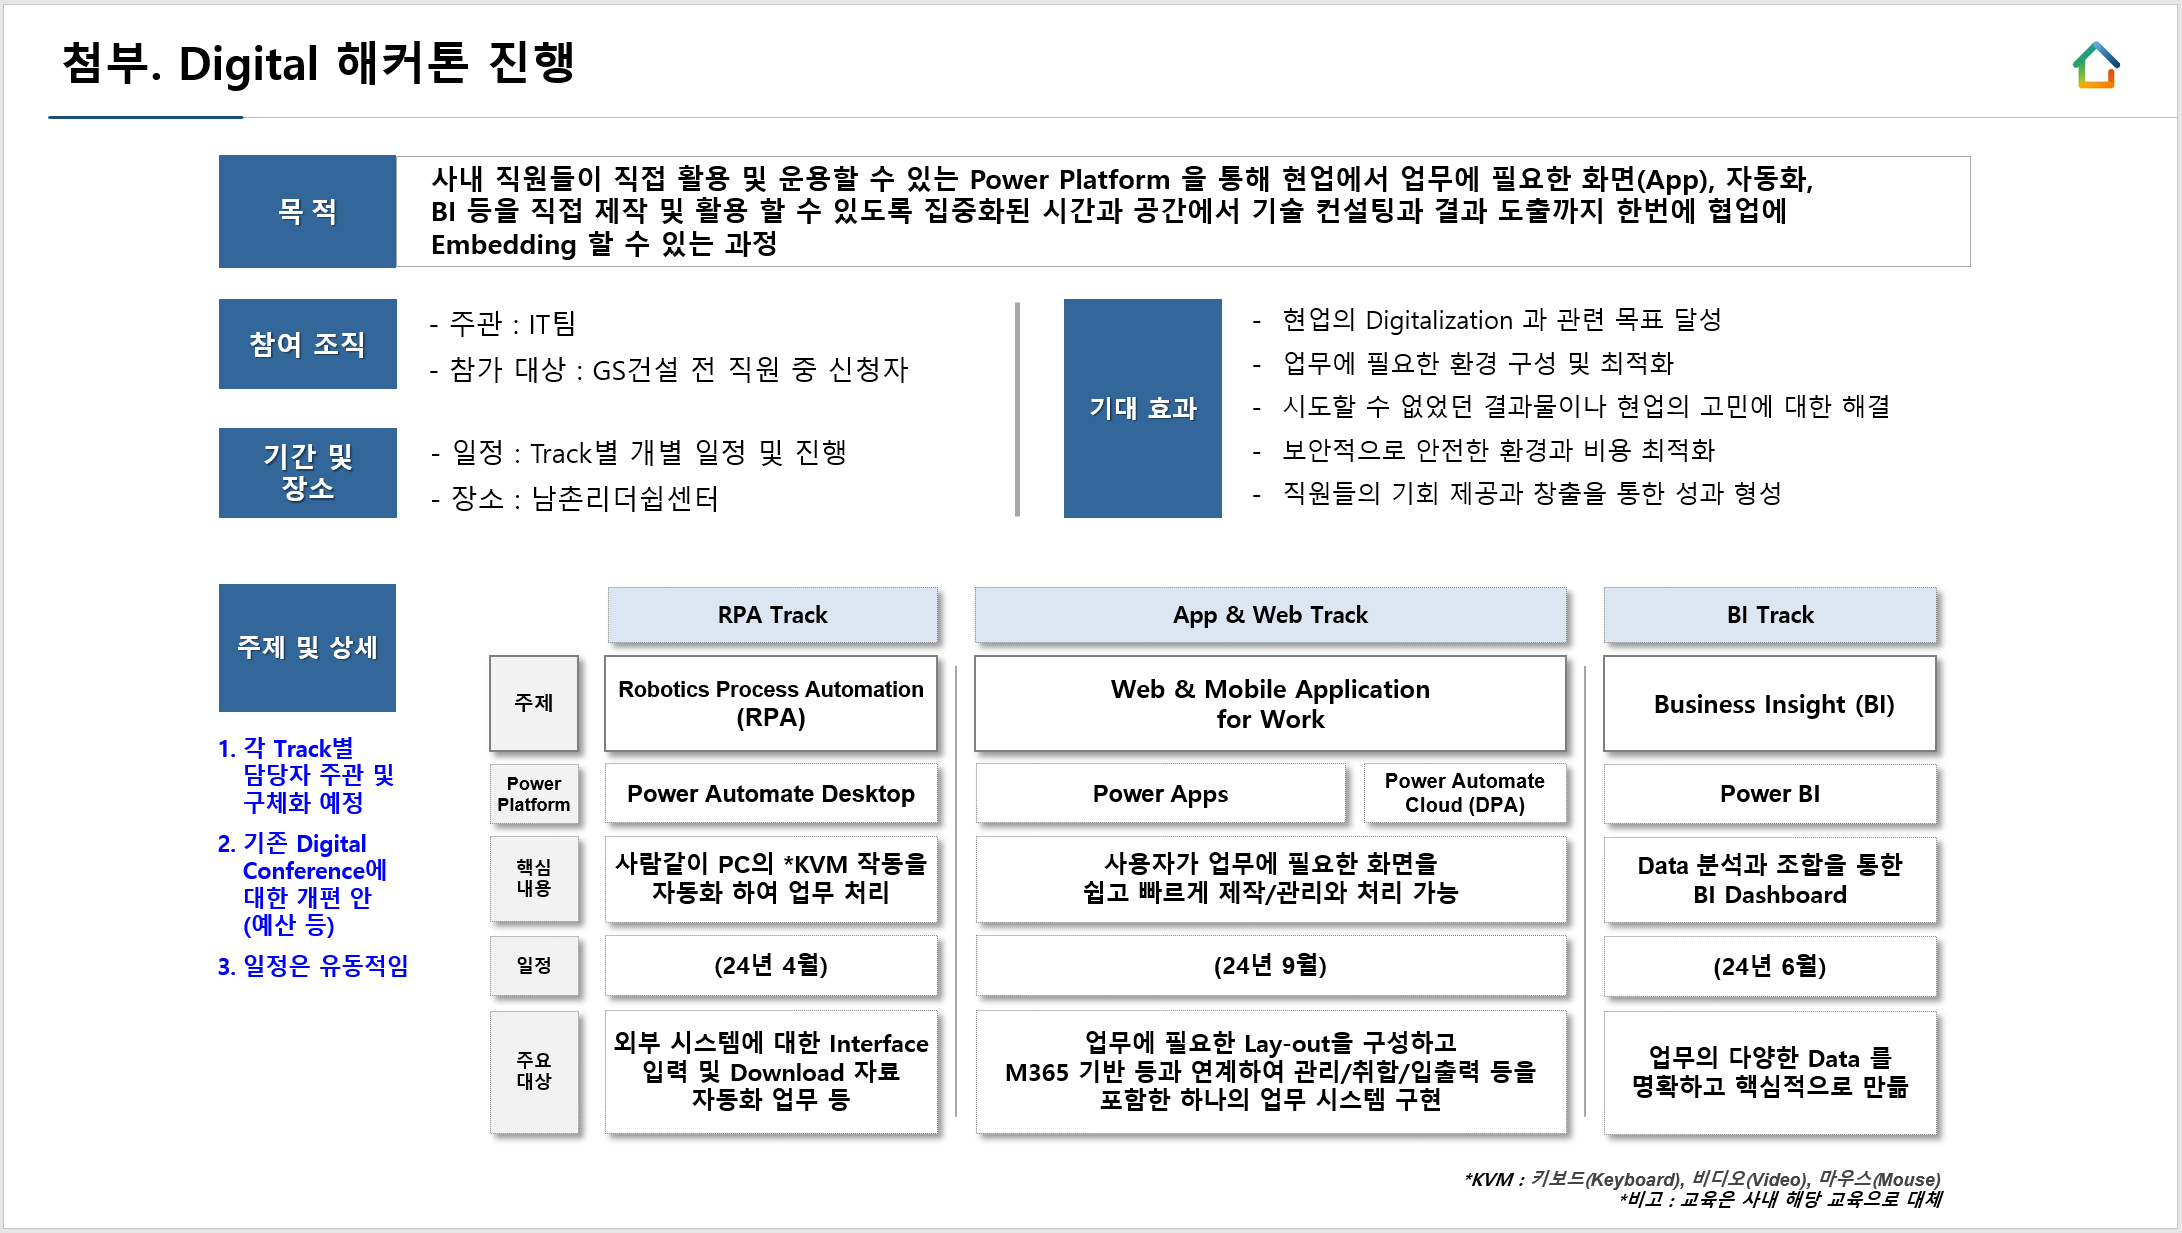 첨부. Digital 해커톤 진행
목 적
사내 직원들이 직접 활용 및 운용할 수 있는 Power Platform 을 통해 현업에서 업무에 필요한 화면(App), 자동화,
BI 등을 직접 제작 및 활용 할 수 있도록 집중화된 시간과 공간에서 기술 컨설팅과 결과 도출까지 한번에 협업에
Embedding 할 수 있는 과정
참여 조직
- 주관 : IT팀
- 참가 대상 : GS건설 전 직원 중 신청자
기간 및
장소
- 일정 : Track별 개별 일정 및 진행
- 장소 : 남촌리더쉽센터
기대 효과
- 현업의 Digitalization 과 관련 목표 달성
- 업무에 필요한 환경 구성 및 최적화
- 시도할 수 없었던 결과물이나 현업의 고민에 대한 해결
- 보안적으로 안전한 환경과 비용 최적화
- 직원들의 기회 제공과 창출을 통한 성과 형성
주제 및 상세
1. 각 Track별
담당자 주관 및
구체화 예정
2. 기존 Digital
Conference에
대한 개편 안
(예산 등)
3. 일정은 유동적임
RPA Track
App & Web Track
BI Track
주제
Robotics Process Automation
(RPA)
Web & Mobile Application
for Work
Business Insight (BI)
Power
Platform
Power Automate Desktop
Power Apps
Power Automate
Cloud (DPA)
Power BI
핵심
내용
사람같이 PC의 *KVM 작동을
자동화 하여 업무 처리
사용자가 업무에 필요한 화면을
쉽고 빠르게 제작/관리와 처리 가능
Data 분석과 조합을 통한
BI Dashboard
일정
(24년 4월)
(24년 9월)
(24년 6월)
주요
대상
외부 시스템에 대한 Interface
입력 및 Download 자료
자동화 업무 등
업무에 필요한 Lay-out을 구성하고
M365 기반 등과 연계하여 관리/취합/입출력 등을
포함한 하나의 업무 시스템 구현
업무의 다양한 Data 를
명확하고 핵심적으로 만듦
*KVM : 키보드(Keyboard), 비디오(Video), 마우스(Mouse)
*비고 : 교육은 사내 해당 교육으로 대체